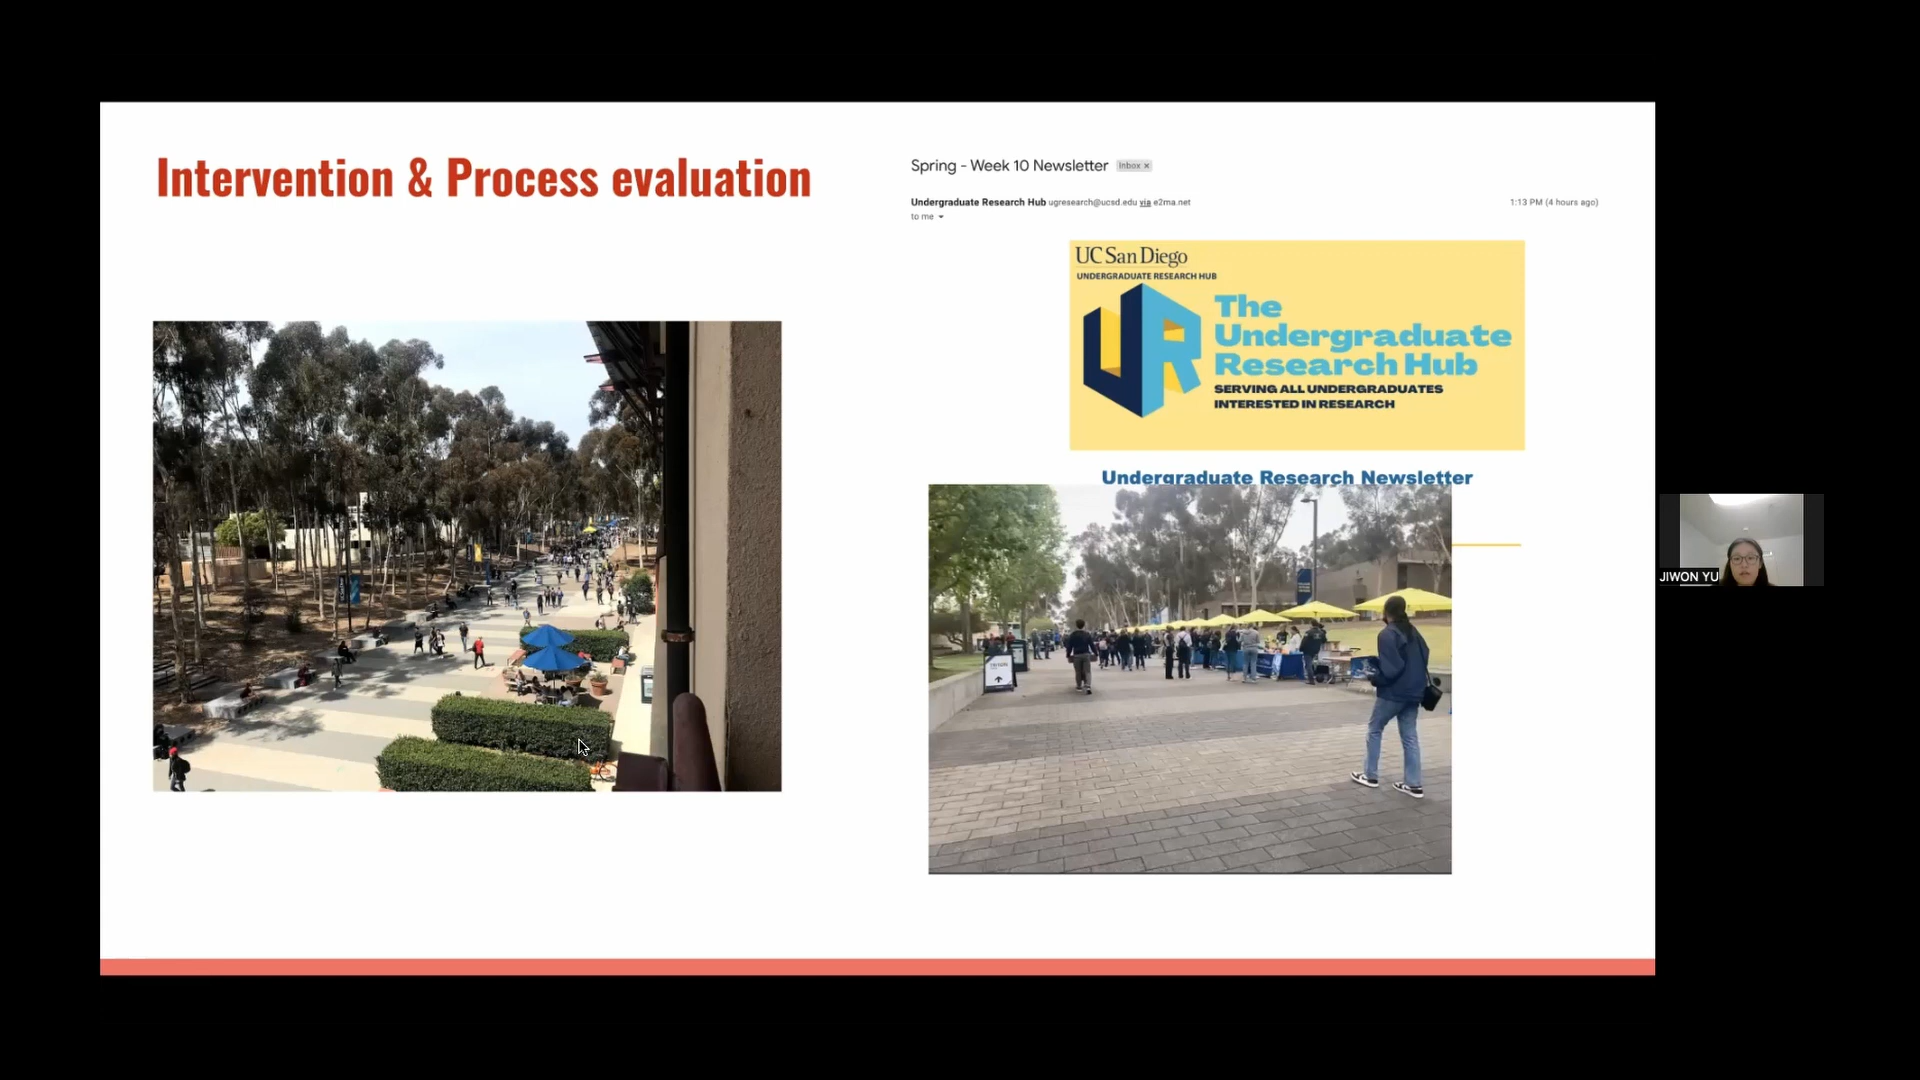 Intervention & Process evaluation
Spring - Week 10 Newsletter
Inbox x
Undergraduate Research Hub ugresearch@ucsd.edu via e2ma.net
1:13 PM (4 hours ago)
to me
UC San Diego
UNDERGRADUATE RESEARCH HUB
UR
The
Undergraduate
Research Hub
SERVING ALL UNDERGRADUATES
INTERESTED IN RESEARCH
Undergraduate Research Newsletter
JIWON YU